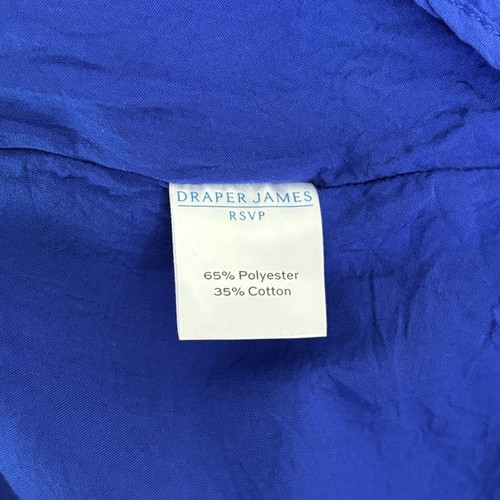 DRAPER JAMES
RSVP
65% Polyester
35% Cotton